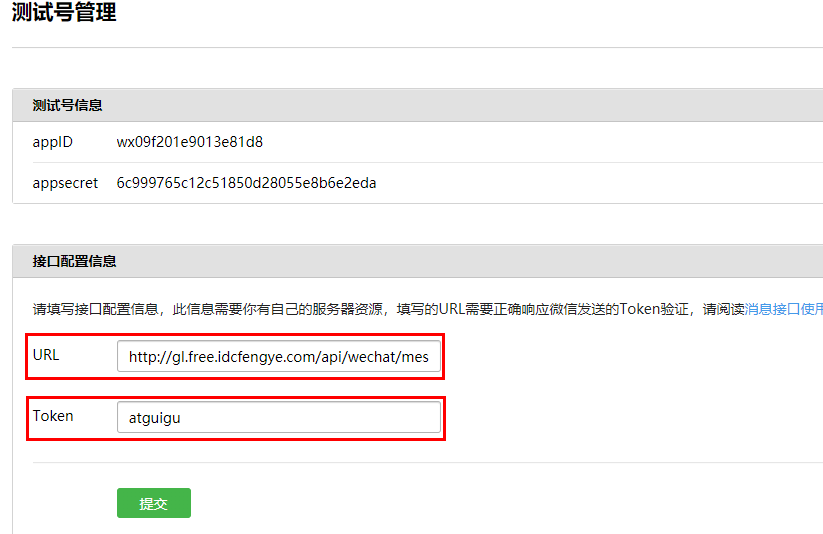 测试号管理
测试号信息
appID wx09f201e9013e81d8
appsecret 6c999765c12c51850d28055e8b6e2eda
接口配置信息
请填写接口配置信息，此信息需要你有自己的服务器资源，填写的URL需要正确响应微信发送的Token验证，请阅读消息接口使用
URL http://gl.free.idcfengye.com/api/wechat/mes
Token atguigu
提交